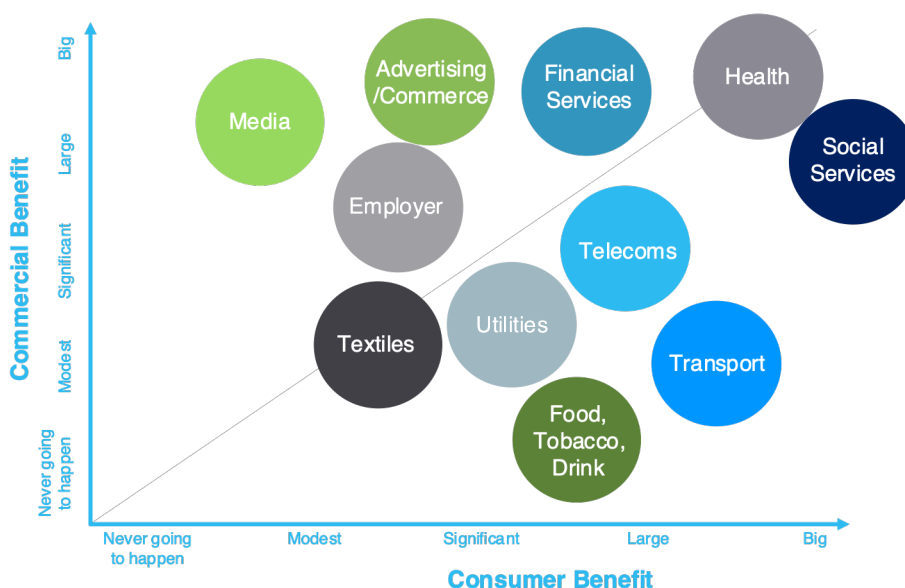 Commercial Benefit
Big
Large
Significant
Modest
Never going
to happen
Media
Advertising
/Commerce
Financial
Services
Health
Social
Services
Employer
Telecoms
Textiles
Utilities
Transport
Food,
Tobacco,
Drink
Never going
to happen
Modest
Significant
Large
Big
Consumer Benefit